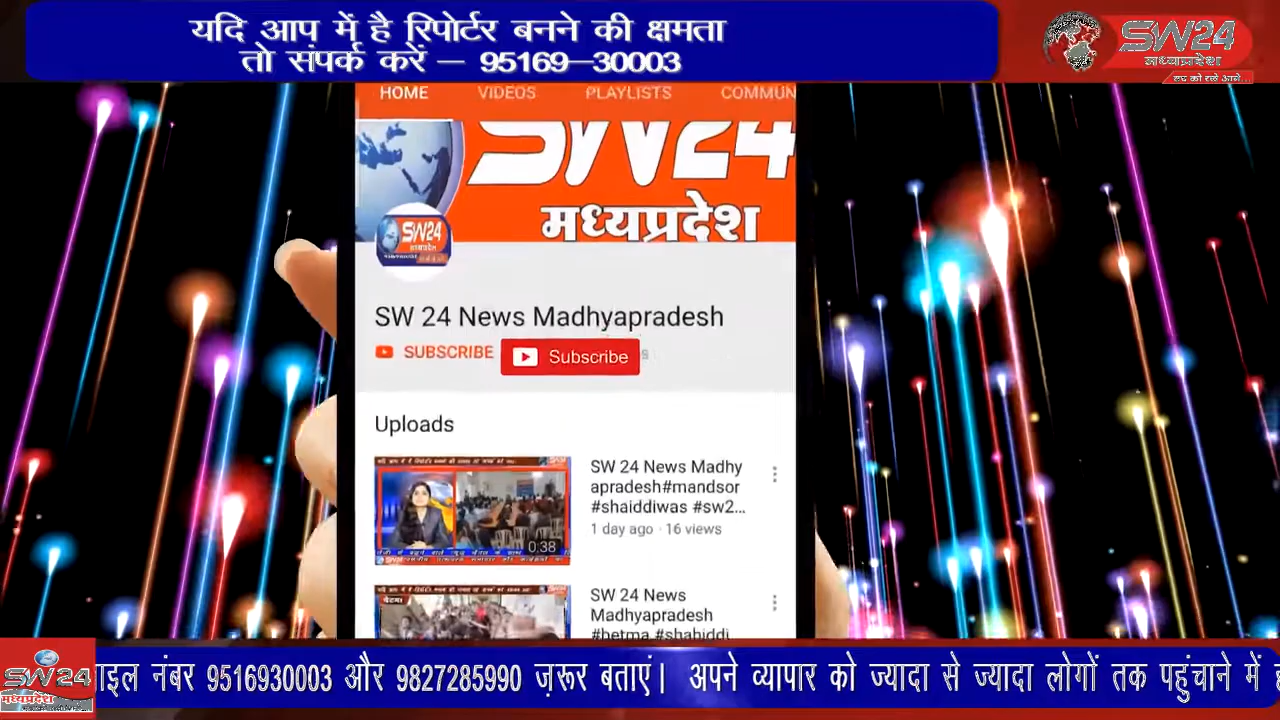 यदि आप में है रिपोर्टर बनने की क्षमता
तो संपर्क करें – 95169–30003
SW24
मध्यप्रदेश
HOME VIDEOS PLAYLISTS COMMUN
SW24
मध्यप्रदेश
SW24
SW 24 News Madhyapradesh
SUBSCRIBE
Subscribe
Uploads
SW 24 News Madhy
apradesh#mandsor
#shaiddiwas #sw2...
1 day ago · 16 views
0:38
SW 24 News
Madhyapradesh
#betma #shahiddi
SW24
मध्यप्रदेश
ाइल नंबर 9516930003 और 9827285990 ज़रूर बताएं। अपने व्यापार को ज्यादा से ज्यादा लोगों तक पहुंचाने में